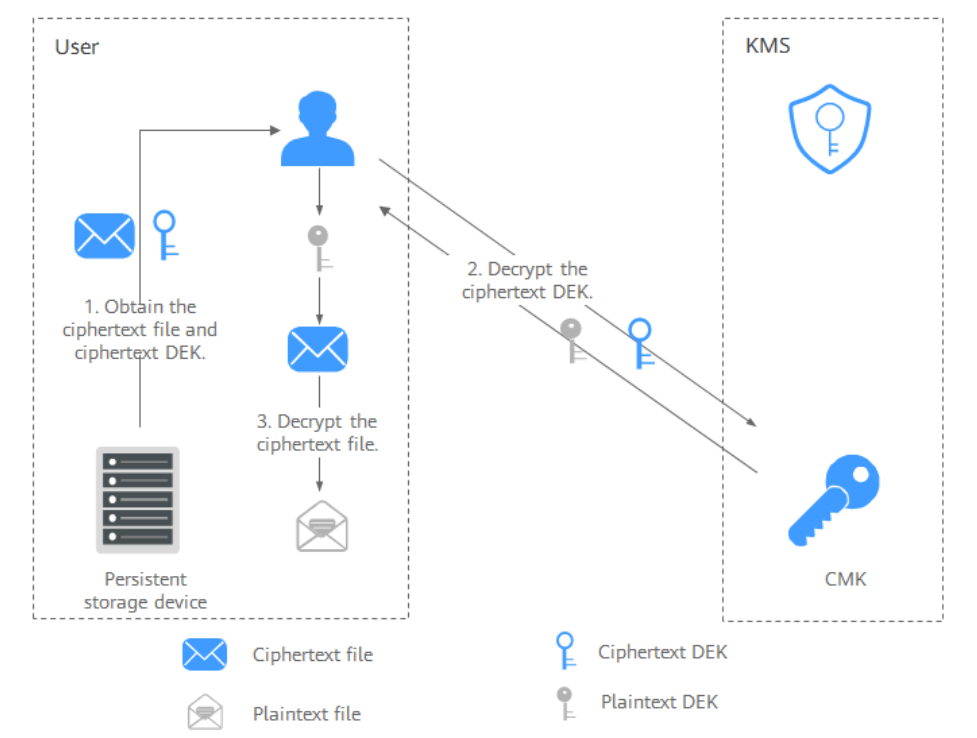 User
KMS
1. Obtain the
ciphertext file and
ciphertext DEK.
2. Decrypt the
ciphertext DEK.
3. Decrypt the
ciphertext file.
Persistent
storage device
CMK
Ciphertext file
Ciphertext DEK
Plaintext file
Plaintext DEK